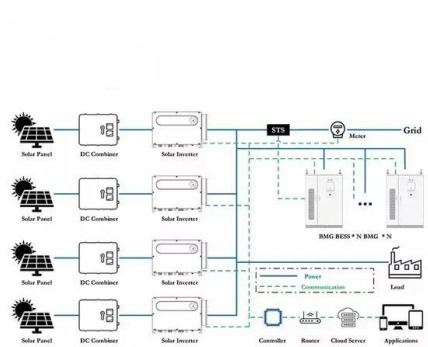 STS
Meter
Grid
Solar Panel
DC Combiner
Solar Inverter
BMG BESS * N BMG * N
Solar Panel
DC Combiner
Solar Inverter
Solar Panel
DC Combiner
Solar Inverter
Power
Communication
Load
Solar Panel
DC Combiner
Solar Inverter
Controller
Router
Cloud Server
Applications